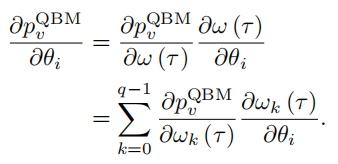 ∂p_v^QBM/∂θ_i = ∂p_v^QBM/∂ω(τ) ∂ω(τ)/∂θ_i
= ∑_{k=0}^{q−1} ∂p_v^QBM/∂ω_k(τ) ∂ω_k(τ)/∂θ_i.